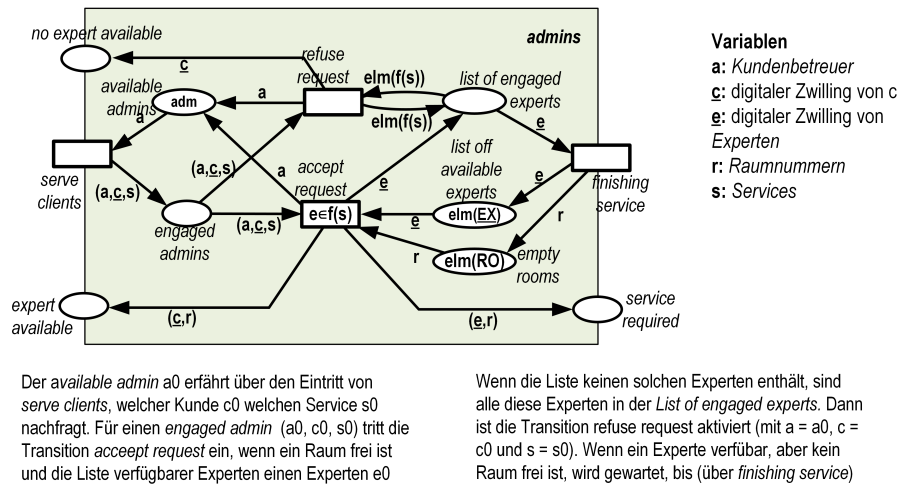 no expert available
refuse
request
admins
c
available
admins
adm
a
a
elm(f(s))
elm(f(s))
list of engaged
experts
e
serve
clients
(a,c,s)
(a,c,s)
a
accept
request
e
list off
available
experts
e
finishing
service
engaged
admins
(a,c,s)
e∈f(s)
e
elm(EX)
r
r
elm(RO)
empty
rooms
expert
available
(c,r)
(e,r)
service
required
Variablen
a: Kundenbetreuer
c: digitaler Zwilling von c
e: digitaler Zwilling von
Experten
r: Raumnummern
s: Services
Der available admin a0 erfährt über den Eintritt von
serve clients, welcher Kunde c0 welchen Service s0
nachfragt. Für einen engaged admin (a0, c0, s0) tritt die
Transition acceept request ein, wenn ein Raum frei ist
und die Liste verfügbarer Experten einen Experten e0
Wenn die Liste keinen solchen Experten enthält, sind
alle diese Experten in der List of engaged experts. Dann
ist die Transition refuse request aktiviert (mit a = a0, c =
c0 und s = s0). Wenn ein Experte verfübar, aber kein
Raum frei ist, wird gewartet, bis (über finishing service)